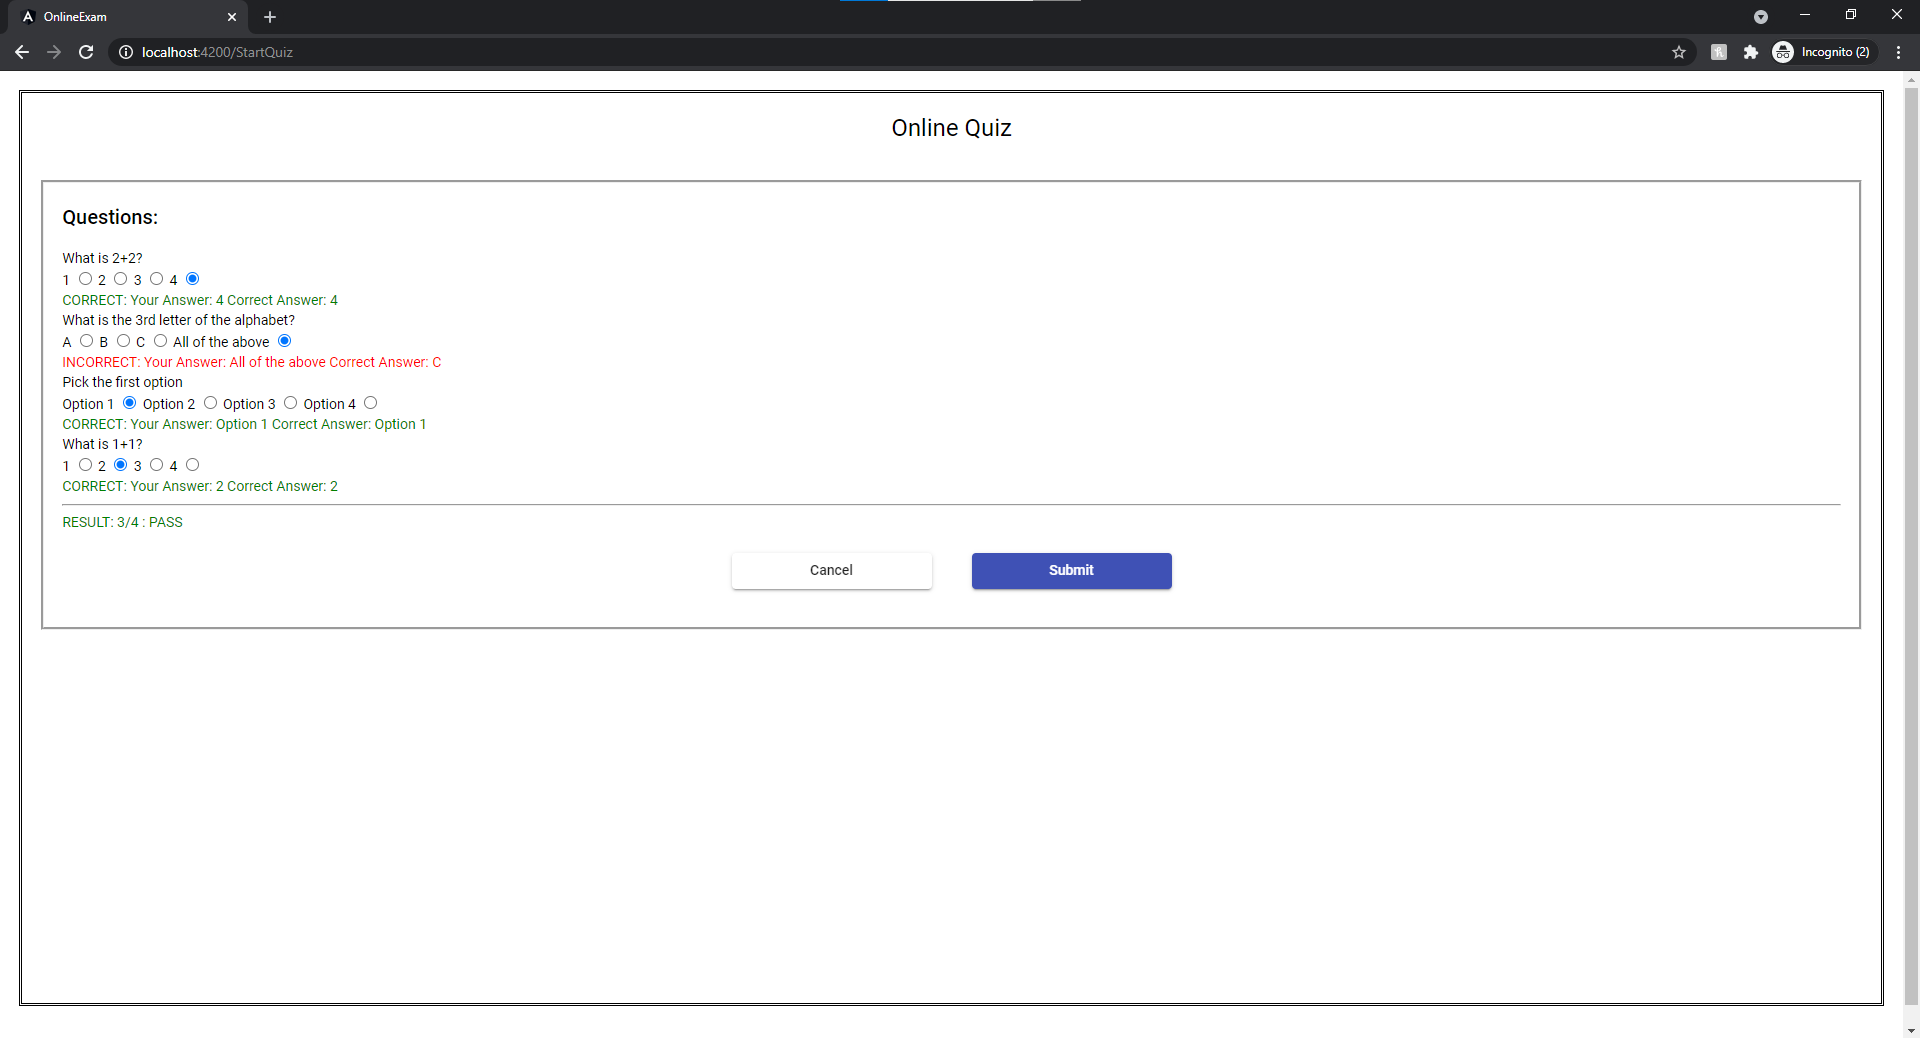 OnlineExam
localhost:4200/StartQuiz
Incognito (2)
Online Quiz
Questions:
What is 2+2?
1 2 3 4
CORRECT: Your Answer: 4 Correct Answer: 4
What is the 3rd letter of the alphabet?
A B C All of the above
INCORRECT: Your Answer: All of the above Correct Answer: C
Pick the first option
Option 1 Option 2 Option 3 Option 4
CORRECT: Your Answer: Option 1 Correct Answer: Option 1
What is 1+1?
1 2 3 4
CORRECT: Your Answer: 2 Correct Answer: 2
RESULT: 3/4 : PASS
Cancel Submit